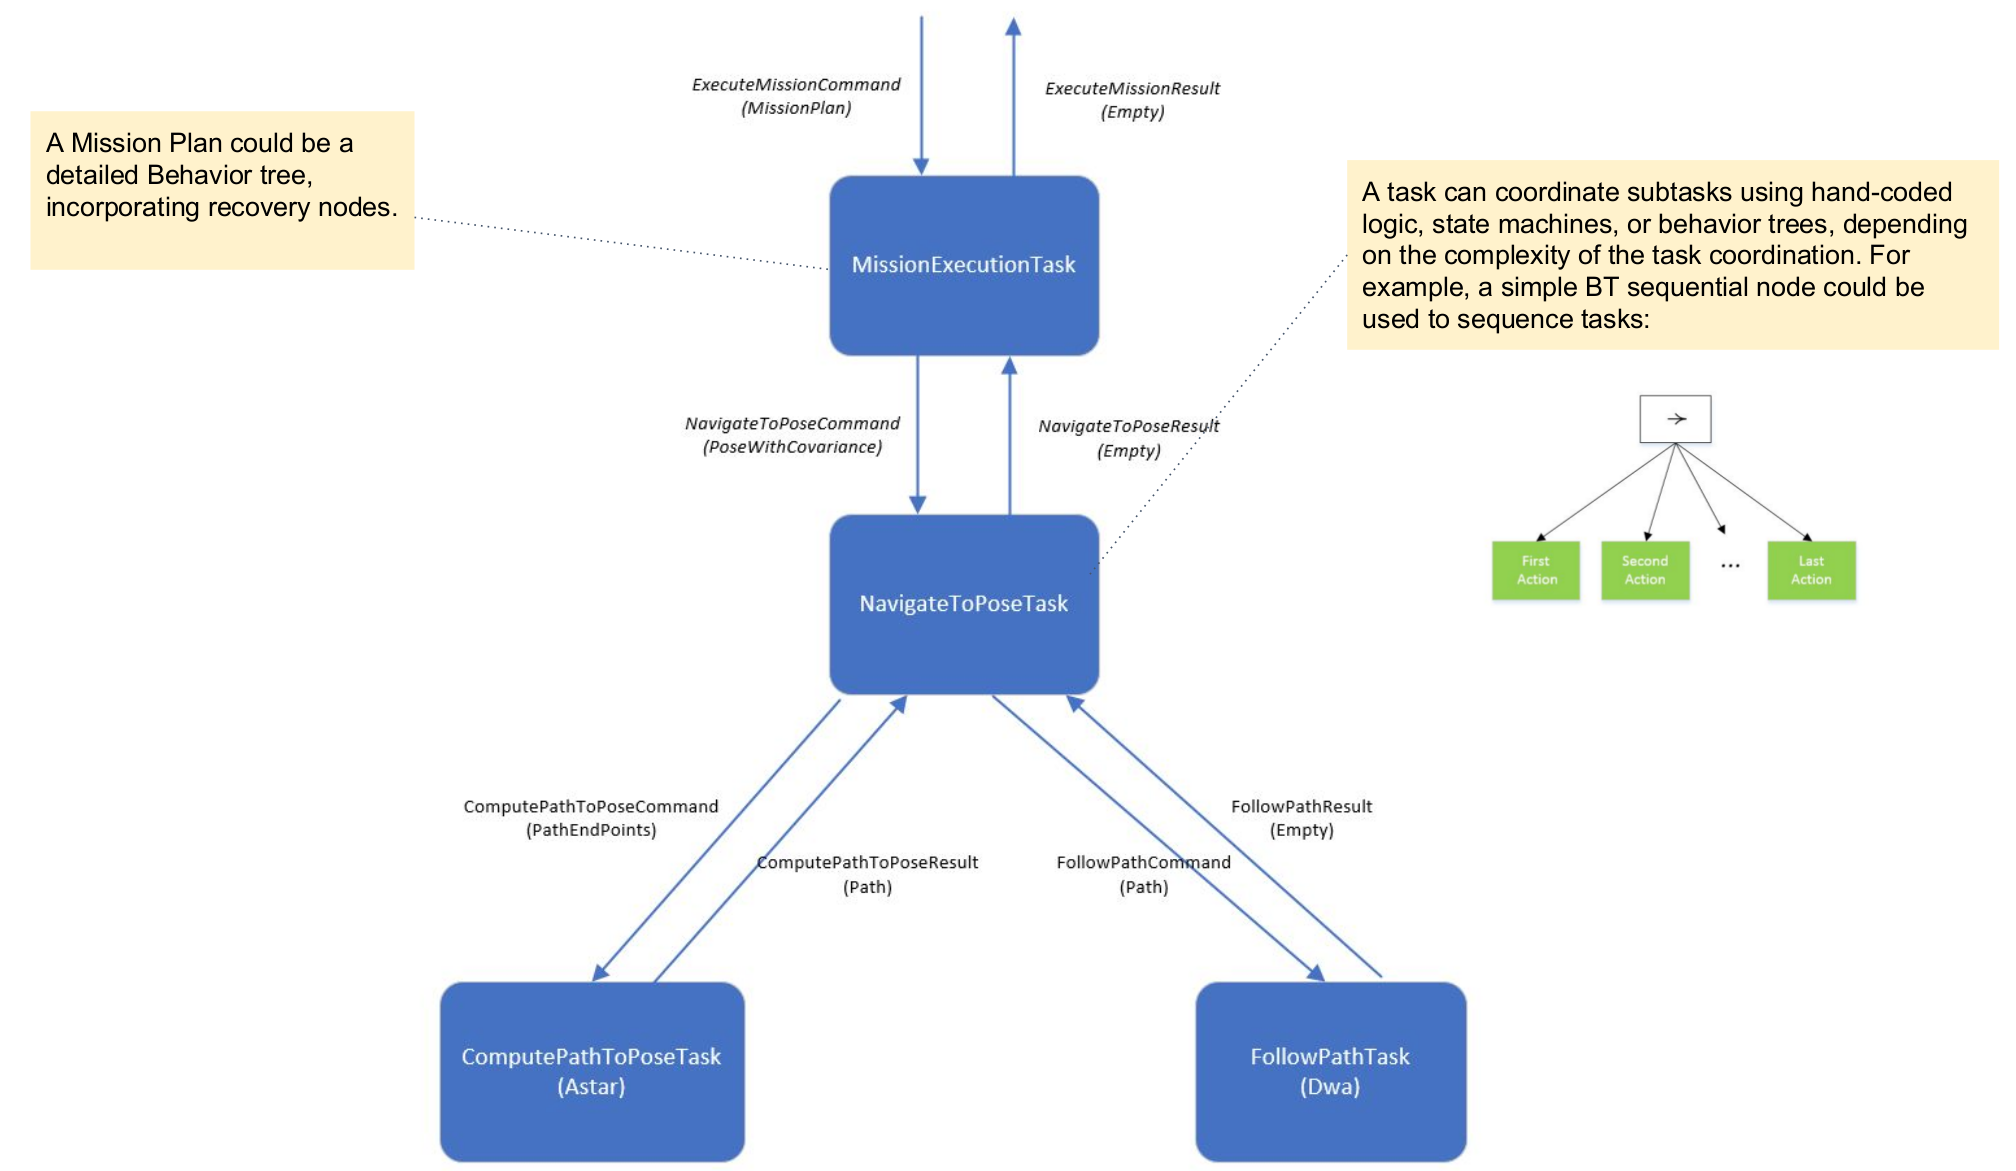 ExecuteMissionCommand
(MissionPlan)
ExecuteMissionResult
(Empty)
A Mission Plan could be a
detailed Behavior tree,
incorporating recovery nodes.
A task can coordinate subtasks using hand-coded
logic, state machines, or behavior trees, depending
on the complexity of the task coordination. For
example, a simple BT sequential node could be
used to sequence tasks:
MissionExecutionTask
NavigateToPoseCommand
(PoseWithCovariance)
NavigateToPoseResult
(Empty)
First
Action
Second
Action
...
Last
Action
NavigateToPoseTask
ComputePathToPoseCommand
(PathEndPoints)
ComputePathToPoseResult
(Path)
FollowPathCommand
(Path)
FollowPathResult
(Empty)
ComputePathToPoseTask
(Astar)
FollowPathTask
(Dwa)